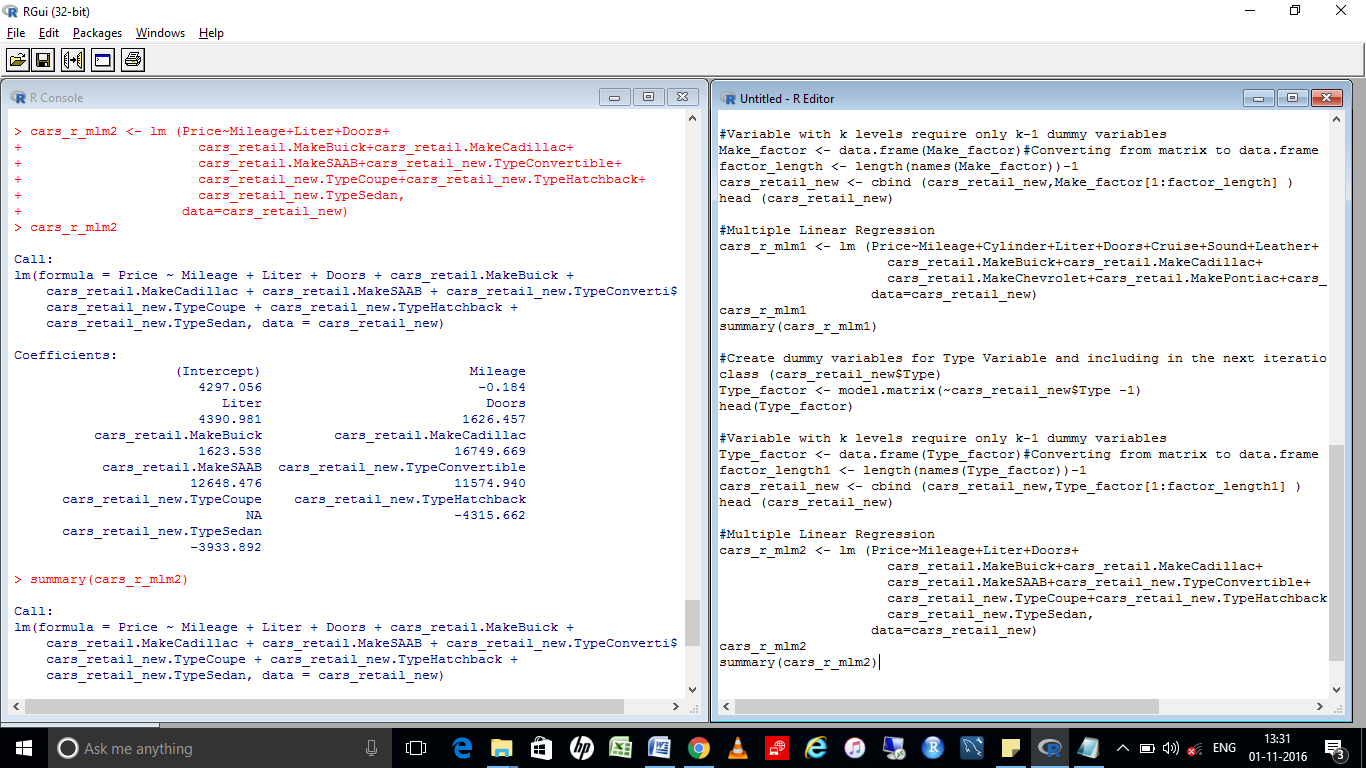 RGui (32-bit)
File Edit Packages Windows Help
R Console
> cars_r_mlm2 <- lm (Price~Mileage+Liter+Doors+
+ cars_retail.MakeBuick+cars_retail.MakeCadillac+
+ cars_retail.MakeSAAB+cars_retail_new.TypeConvertible+
+ cars_retail_new.TypeCoupe+cars_retail_new.TypeHatchback+
+ cars_retail_new.TypeSedan,
+ data=cars_retail_new)
> cars_r_mlm2
Call:
lm(formula = Price ~ Mileage + Liter + Doors + cars_retail.MakeBuick +
cars_retail.MakeCadillac + cars_retail.MakeSAAB + cars_retail_new.TypeConverti$
cars_retail_new.TypeCoupe + cars_retail_new.TypeHatchback +
cars_retail_new.TypeSedan, data = cars_retail_new)
Coefficients:
(Intercept) Mileage
4297.056 -0.184
Liter Doors
4390.981 1626.457
cars_retail.MakeBuick cars_retail.MakeCadillac
1623.538 16749.669
cars_retail.MakeSAAB cars_retail_new.TypeConvertible
12648.476 11574.940
cars_retail_new.TypeCoupe cars_retail_new.TypeHatchback
NA -4315.662
cars_retail_new.TypeSedan
-3933.892
> summary(cars_r_mlm2)
Call:
lm(formula = Price ~ Mileage + Liter + Doors + cars_retail.MakeBuick +
cars_retail.MakeCadillac + cars_retail.MakeSAAB + cars_retail_new.TypeConverti$
cars_retail_new.TypeCoupe + cars_retail_new.TypeHatchback +
cars_retail_new.TypeSedan, data = cars_retail_new)
Untitled - R Editor
#Variable with k levels require only k-1 dummy variables
Make_factor <- data.frame(Make_factor)#Converting from matrix to data.frame
factor_length <- length(names(Make_factor))-1
cars_retail_new <- cbind (cars_retail_new,Make_factor[1:factor_length] )
head (cars_retail_new)
#Multiple Linear Regression
cars_r_mlm1 <- lm (Price~Mileage+Cylinder+Liter+Doors+Cruise+Sound+Leather+
cars_retail.MakeBuick+cars_retail.MakeCadillac+
cars_retail.MakeChevrolet+cars_retail.MakePontiac+cars_
data=cars_retail_new)
cars_r_mlm1
summary(cars_r_mlm1)
#Create dummy variables for Type Variable and including in the next iteratio
class (cars_retail_new$Type)
Type_factor <- model.matrix(~cars_retail_new$Type -1)
head(Type_factor)
#Variable with k levels require only k-1 dummy variables
Type_factor <- data.frame(Type_factor)#Converting from matrix to data.frame
factor_length1 <- length(names(Type_factor))-1
cars_retail_new <- cbind (cars_retail_new,Type_factor[1:factor_length1] )
head (cars_retail_new)
#Multiple Linear Regression
cars_r_mlm2 <- lm (Price~Mileage+Liter+Doors+
cars_retail.MakeBuick+cars_retail.MakeCadillac+
cars_retail.MakeSAAB+cars_retail_new.TypeConvertible+
cars_retail_new.TypeCoupe+cars_retail_new.TypeHatchback
cars_retail_new.TypeSedan,
data=cars_retail_new)
cars_r_mlm2
summary(cars_r_mlm2)
Ask me anything
ENG
13:31
01-11-2016
3